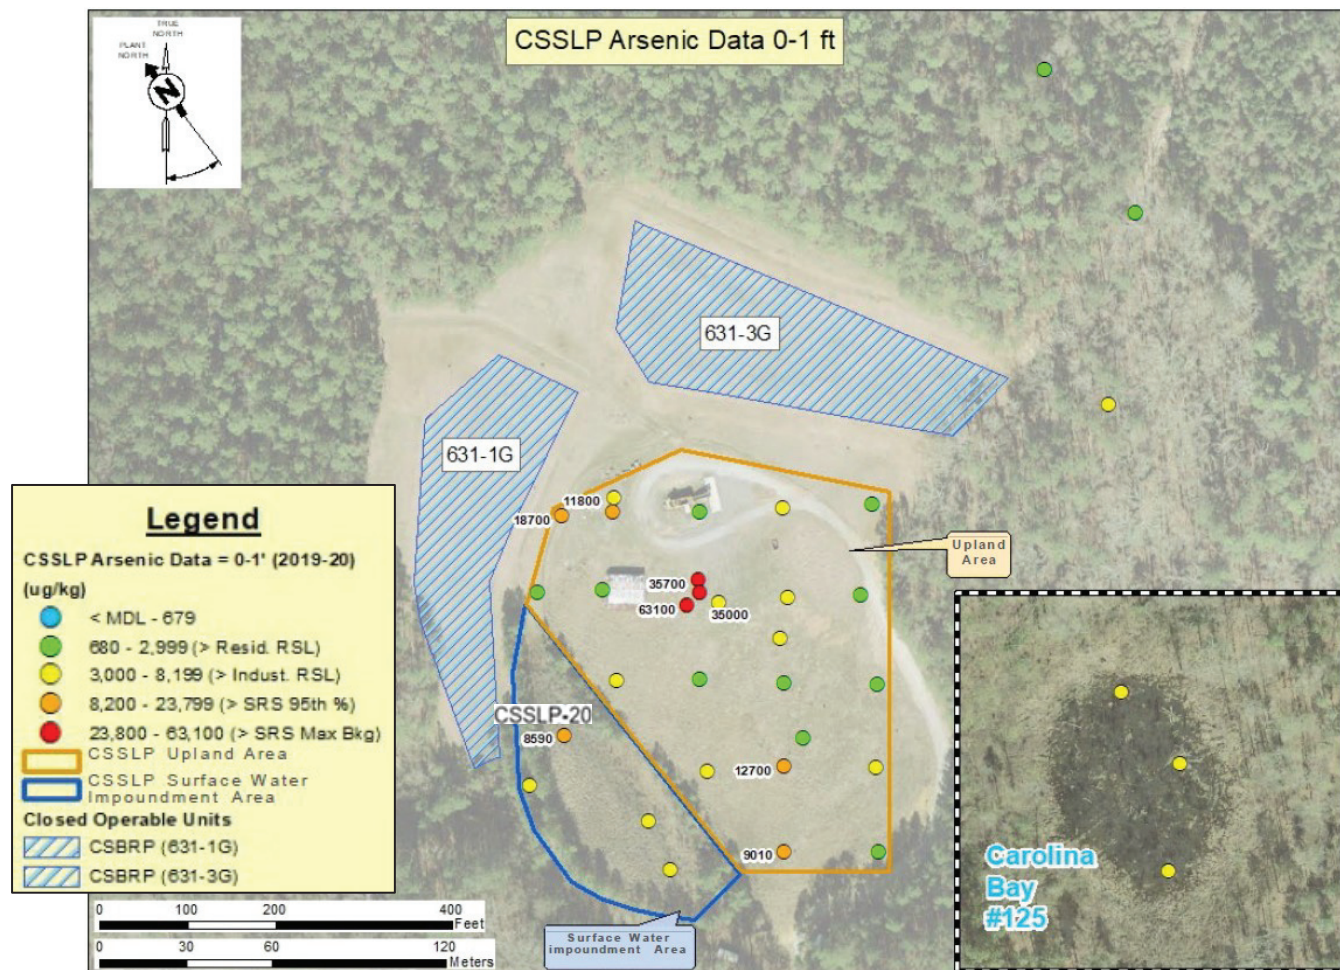 CSSLP Arsenic Data 0-1 ft
TRUE
NORTH
PLANT
NORTH
N
631-3G
631-1G
11800
18700
35700
63100
35000
Upland
Area
CSSLP-20
8590
12700
9010
Legend
CSSLP Arsenic Data = 0-1' (2019-20)
(ug/kg)
< MDL - 679
680 - 2,999 (> Resid. RSL)
3,000 - 8,199 (> Indust. RSL)
8,200 - 23,799 (> SRS 95th %)
23,800 - 63,100 (> SRS Max Bkg)
CSSLP Upland Area
CSSLP Surface Water
Impoundment Area
Closed Operable Units
CSBRP (631-1G)
CSBRP (631-3G)
0 100 200 400
Feet
0 30 60 120
Meters
Surface Water
impoundment Area
Carolina
Bay
#125